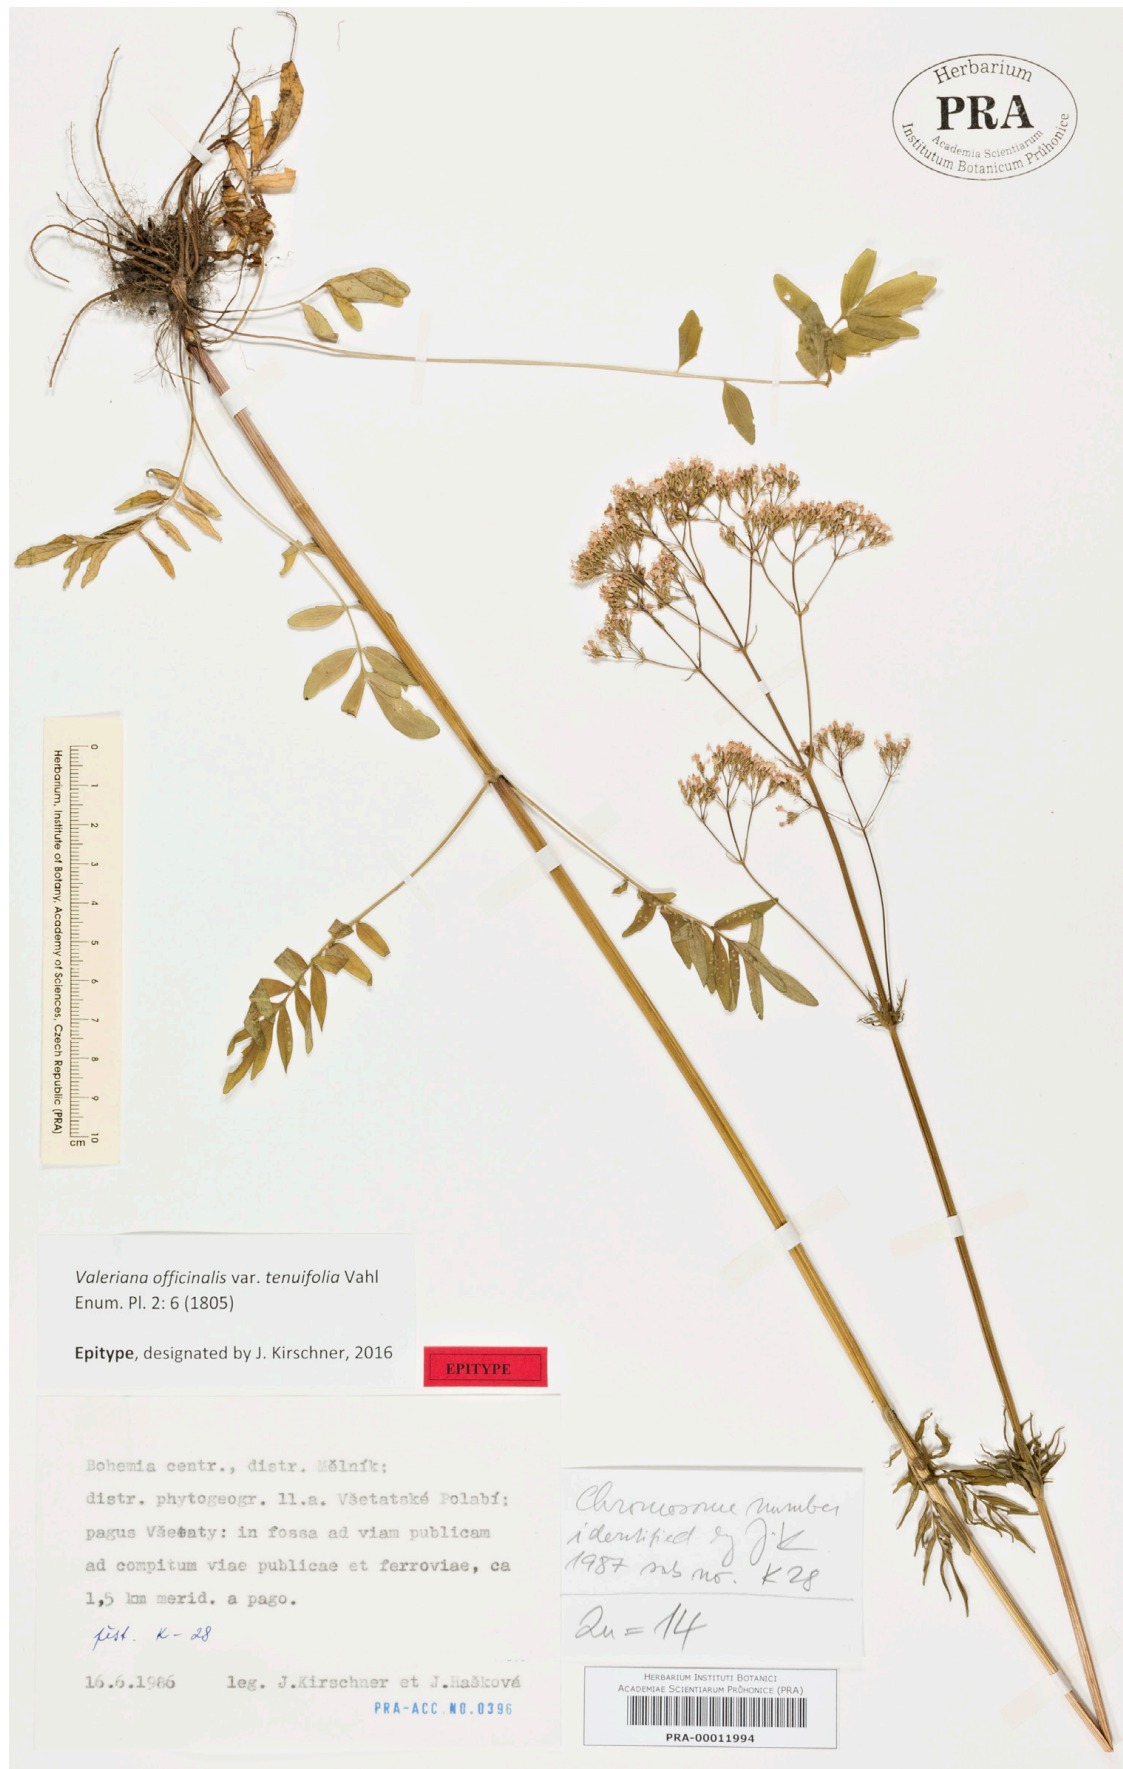 Herbarium
PRA
Academia Scientiarum
Institutum Botanicum Průhonice
0 1 2 3 4 5 6 7 8 9 10
cm
Herbarium, Institute of Botany, Academy of Sciences, Czech Republic (PRA)
Valeriana officinalis var. tenuifolia Vahl
Enum. Pl. 2: 6 (1805)
Epitype, designated by J. Kirschner, 2016
EPITYPE
Bohemia centr., distr. Mělník;
distr. phytogeogr. 11.a. Všetatské Polabí;
pagus Všetaty: in fossa ad viam publicam
ad compitum viae publicae et ferroviae, ca
1,5 km merid. a pago.
K-28
16.6.1986 leg. J.Kirschner et J.Rašková
PRA-ACC.NO.0396
Chromosome number
identified by J.K
1987 sub no. K28
2n = 14
HERBARIUM INSTITUTI BOTANICI
ACADEMIAE SCIENTIARUM PRŮHONICE (PRA)
PRA-00011994